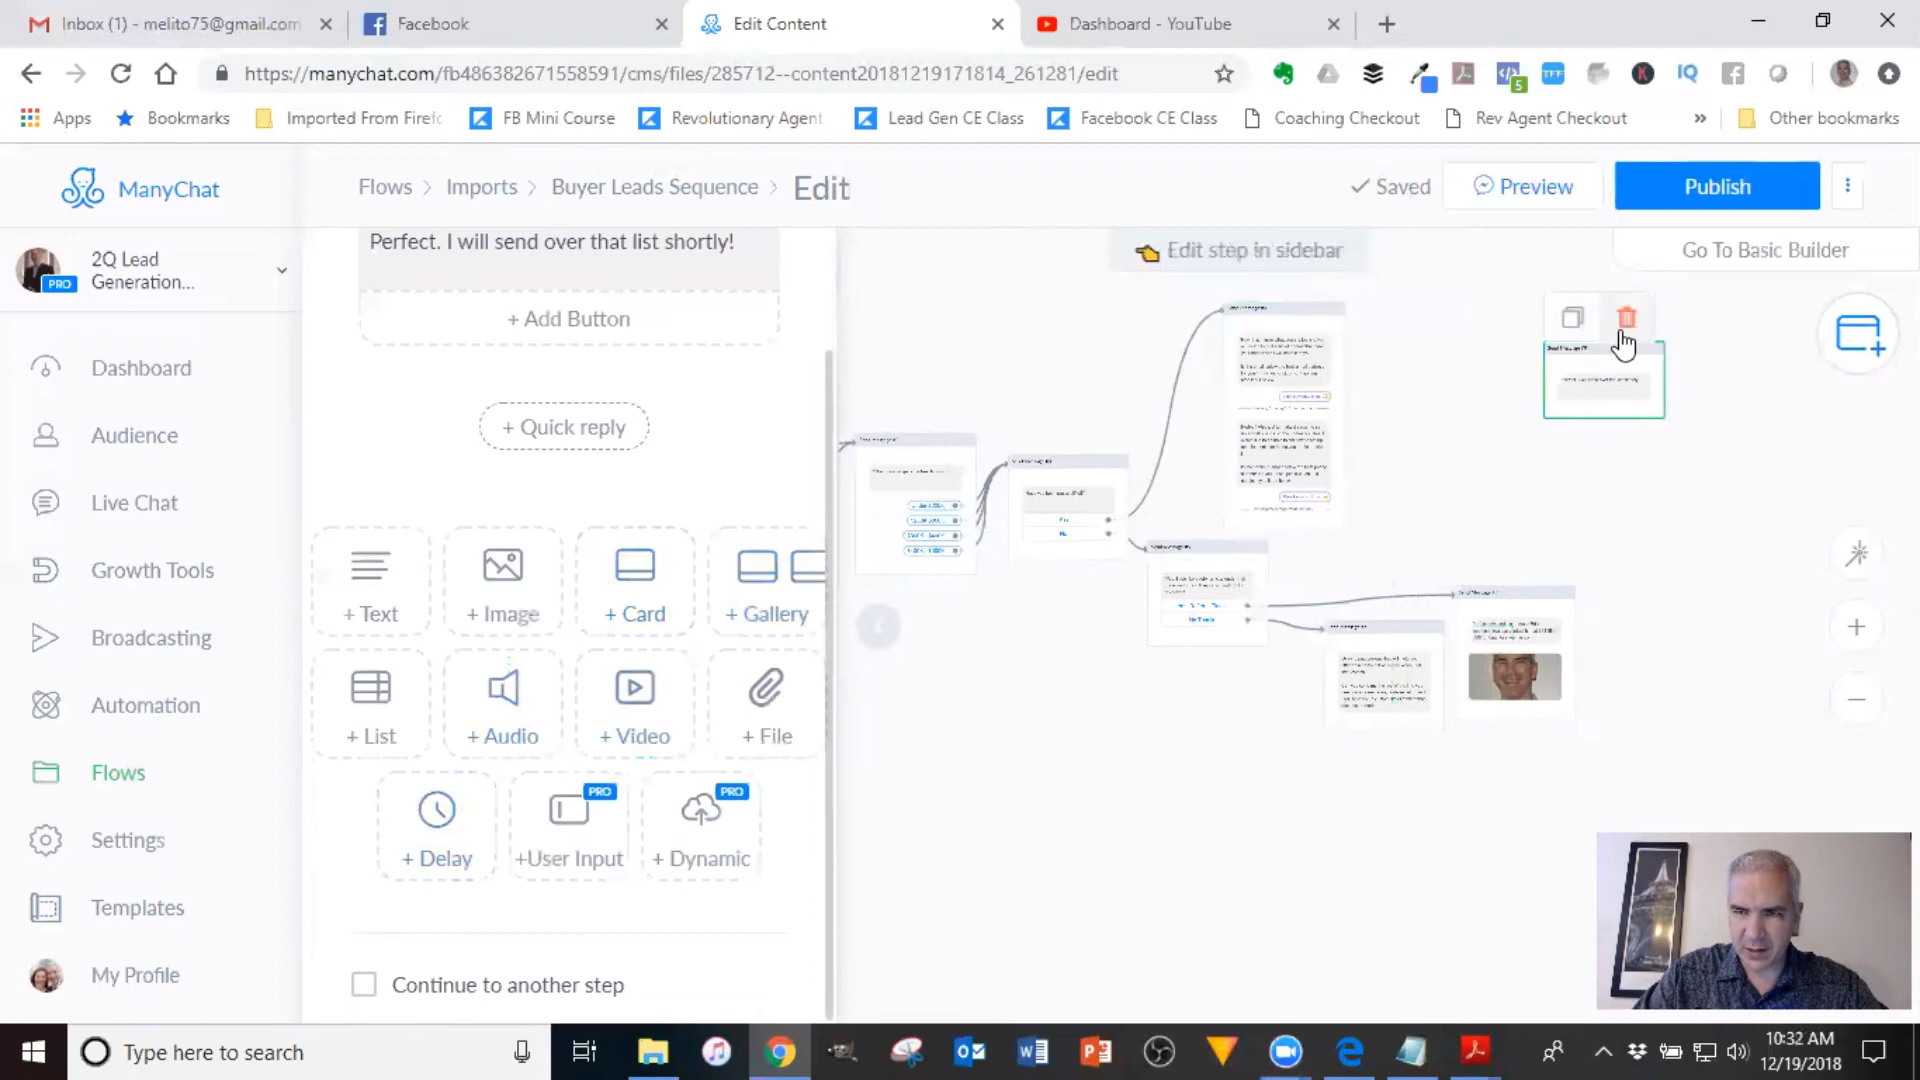 Inbox (1) - melito75@gmail.com
Facebook
Edit Content
Dashboard - YouTube
https://manychat.com/fb486382671558591/cms/files/285712--content20181219171814_261281/edit
5
TFF
IQ
Apps
Bookmarks
Imported From Firefo
FB Mini Course
Revolutionary Agent
Lead Gen CE Class
Facebook CE Class
Coaching Checkout
Rev Agent Checkout
Other bookmarks
ManyChat
Flows > Imports > Buyer Leads Sequence > Edit
Saved
Preview
Publish
2Q Lead
Generation...
PRO
Perfect. I will send over that list shortly!
+ Add Button
+ Quick reply
Edit step in sidebar
Go To Basic Builder
Dashboard
Audience
Live Chat
Growth Tools
Broadcasting
Automation
Flows
Settings
Templates
My Profile
+ Text
+ Image
+ Card
+ Gallery
+ List
+ Audio
+ Video
+ File
+ Delay
PRO
+User Input
PRO
+ Dynamic
Continue to another step
Type here to search
10:32 AM
12/19/2018